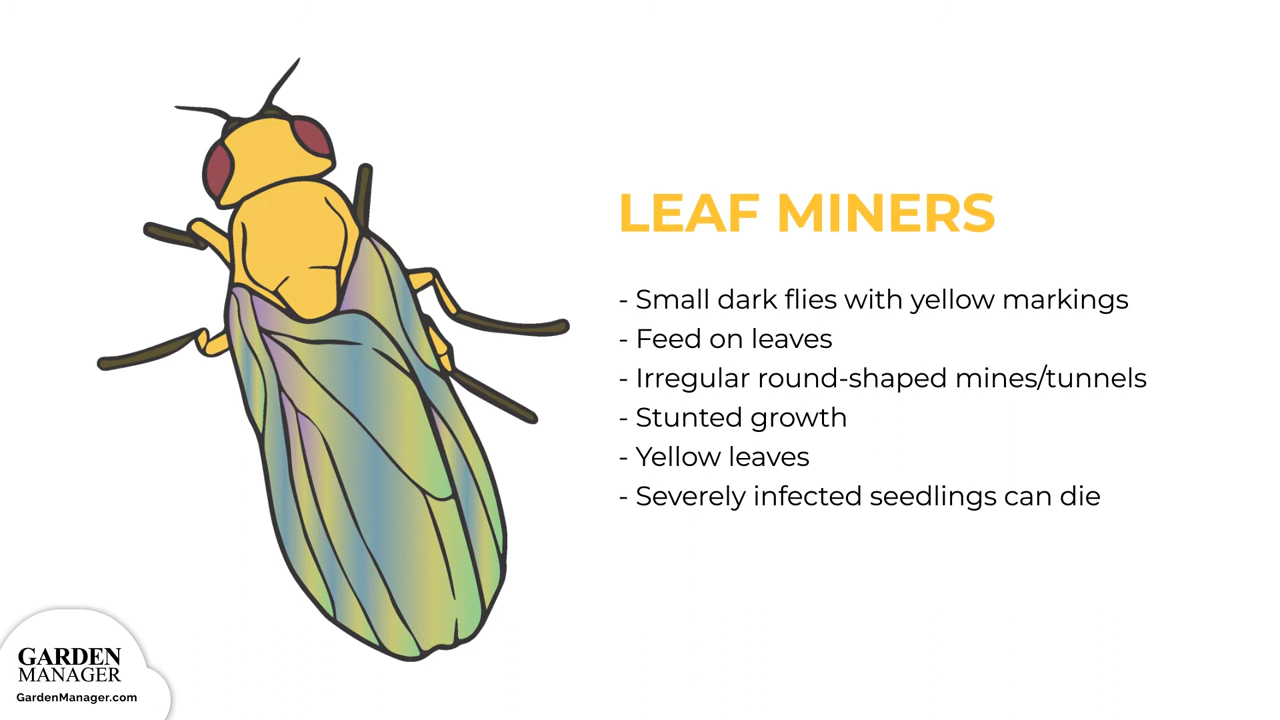 LEAF MINERS
- Small dark flies with yellow markings
- Feed on leaves
- Irregular round-shaped mines/tunnels
- Stunted growth
- Yellow leaves
- Severely infected seedlings can die
GARDEN
MANAGER
GardenManager.com